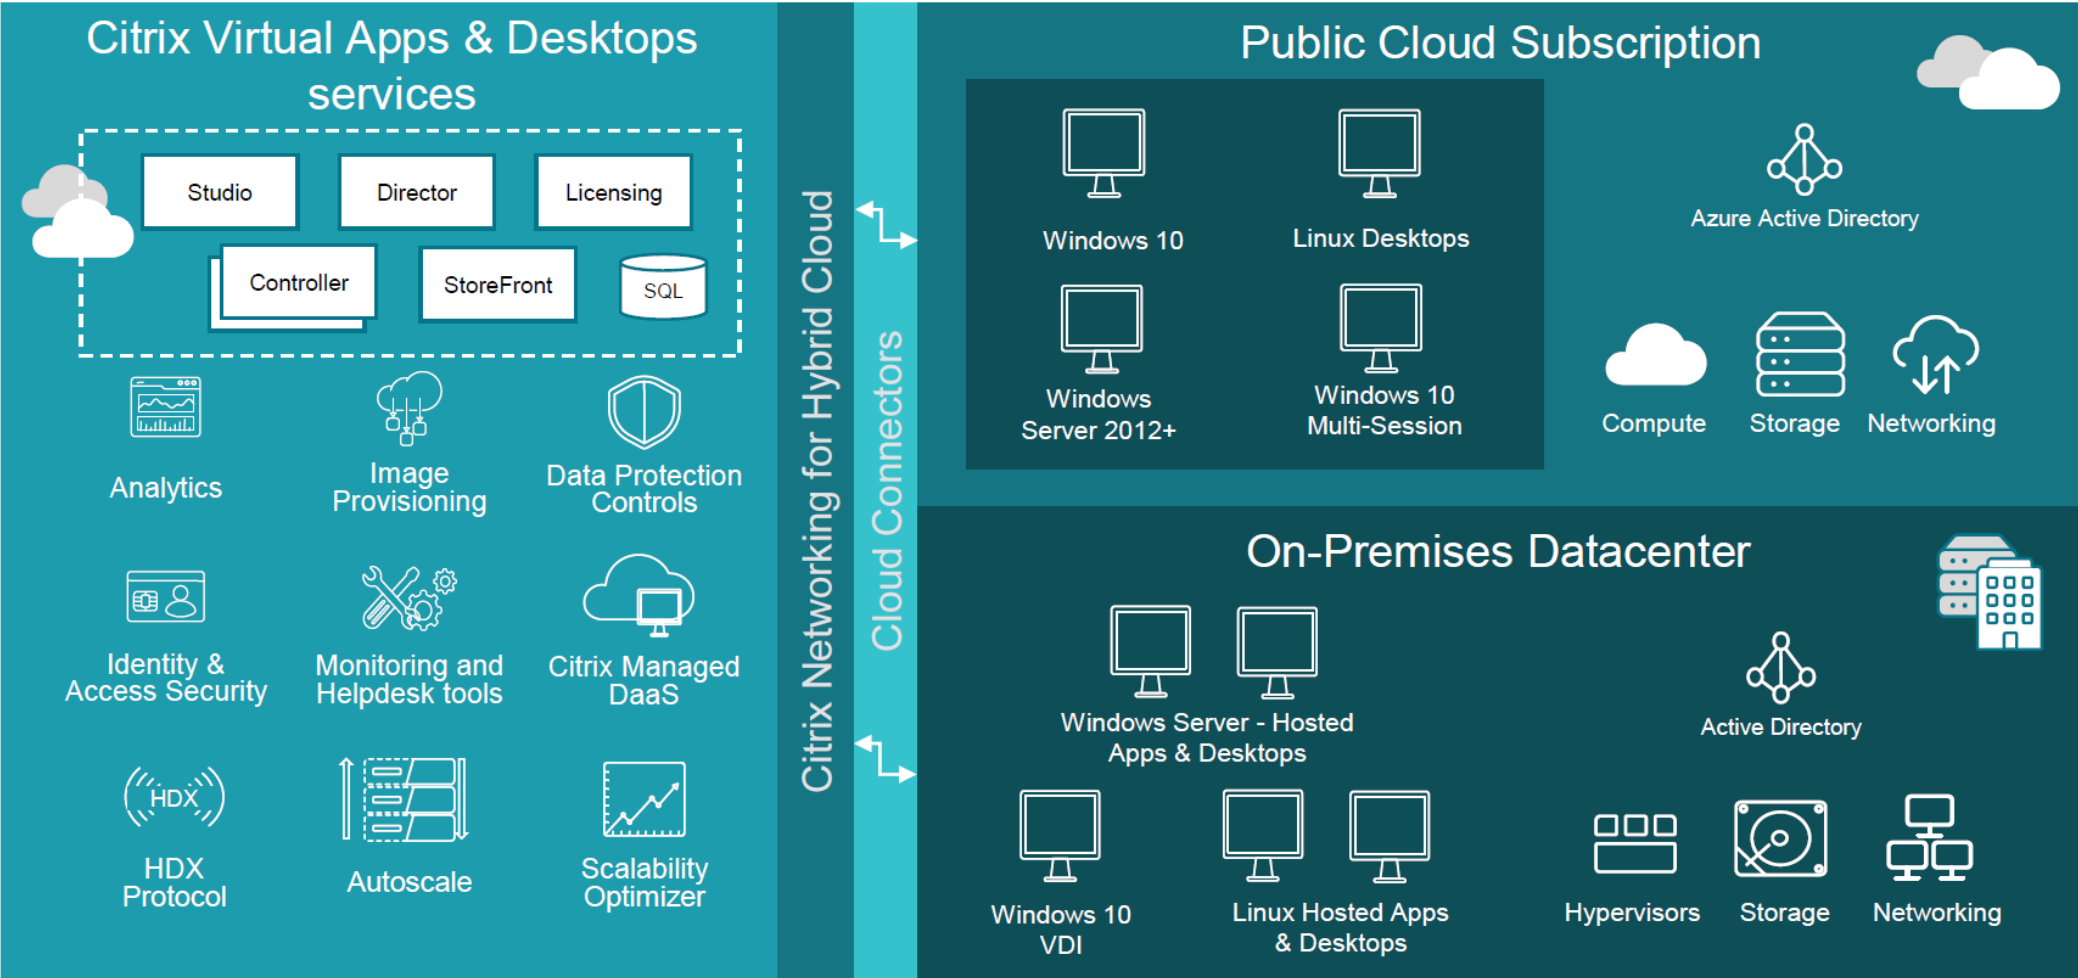 Citrix Virtual Apps & Desktops
services
Studio
Director
Licensing
Controller
StoreFront
SQL
Analytics
Image
Provisioning
Data Protection
Controls
Identity &
Access Security
Monitoring and
Helpdesk tools
Citrix Managed
DaaS
HDX
HDX
Protocol
Autoscale
Scalability
Optimizer
Citrix Networking for Hybrid Cloud
Cloud Connectors
Public Cloud Subscription
Windows 10
Linux Desktops
Windows
Server 2012+
Windows 10
Multi-Session
Azure Active Directory
Compute
Storage
Networking
On-Premises Datacenter
Windows Server - Hosted
Apps & Desktops
Windows 10
VDI
Linux Hosted Apps
& Desktops
Active Directory
Hypervisors
Storage
Networking